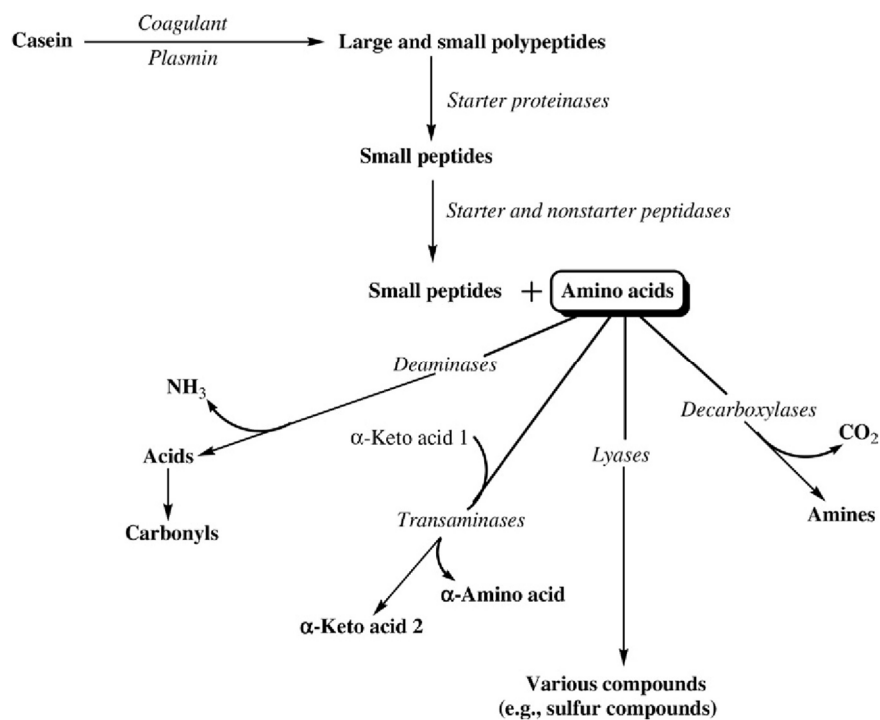 Casein
Coagulant
Plasmin
Large and small polypeptides
Starter proteinases
Small peptides
Starter and nonstarter peptidases
Small peptides + Amino acids
Deaminases
NH₃
Decarboxylases
α-Keto acid 1
CO₂
Acids
Lyases
Amines
Carbonyls
Transaminases
α-Amino acid
α-Keto acid 2
Various compounds
(e.g., sulfur compounds)